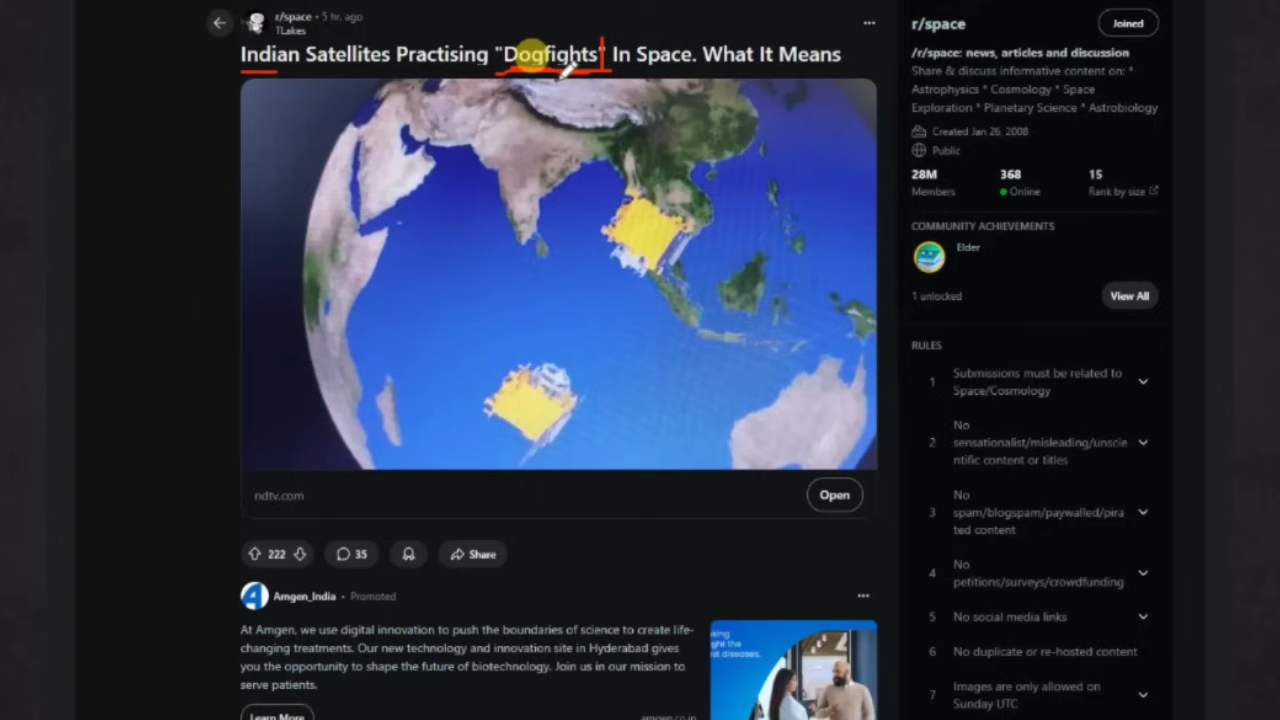 r/space • 5 hr. ago
TLakes
Indian Satellites Practising "Dogfights" In Space. What It Means
ndtv.com
Open
222
35
Share
Amgen_India • Promoted
At Amgen, we use digital innovation to push the boundaries of science to create life-
changing treatments. Our new technology and innovation site in Hyderabad gives
you the opportunity to shape the future of biotechnology. Join us in our mission to
serve patients.
Learn More
amgen.co.in
ght the
st diseases.
r/space
Joined
/r/space: news, articles and discussion
Share & discuss informative content on: *
Astrophysics * Cosmology * Space
Exploration * Planetary Science * Astrobiology
Created Jan 26, 2008
Public
28M
368
15
Members
Online
Rank by size
COMMUNITY ACHIEVEMENTS
Elder
1 unlocked
View All
RULES
1
Submissions must be related to
Space/Cosmology
2
No
sensationalist/misleading/unscie
ntific content or titles
3
No
spam/blogspam/paywalled/pira
ted content
4
No
petitions/surveys/crowdfunding
5
No social media links
6
No duplicate or re-hosted content
7
Images are only allowed on
Sunday UTC